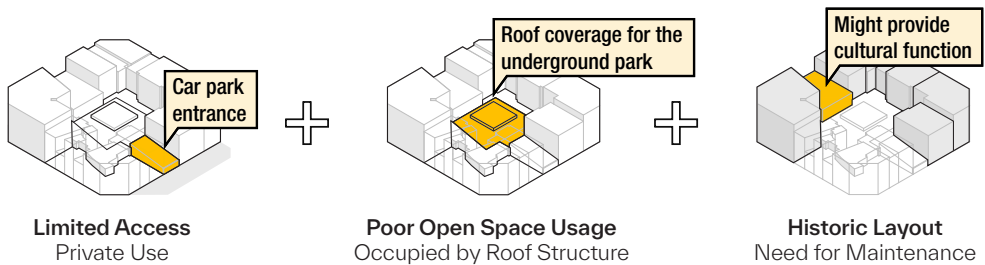 Car park
entrance
Roof coverage for the
underground park
Might provide
cultural function
Limited Access
Private Use
Poor Open Space Usage
Occupied by Roof Structure
Historic Layout
Need for Maintenance